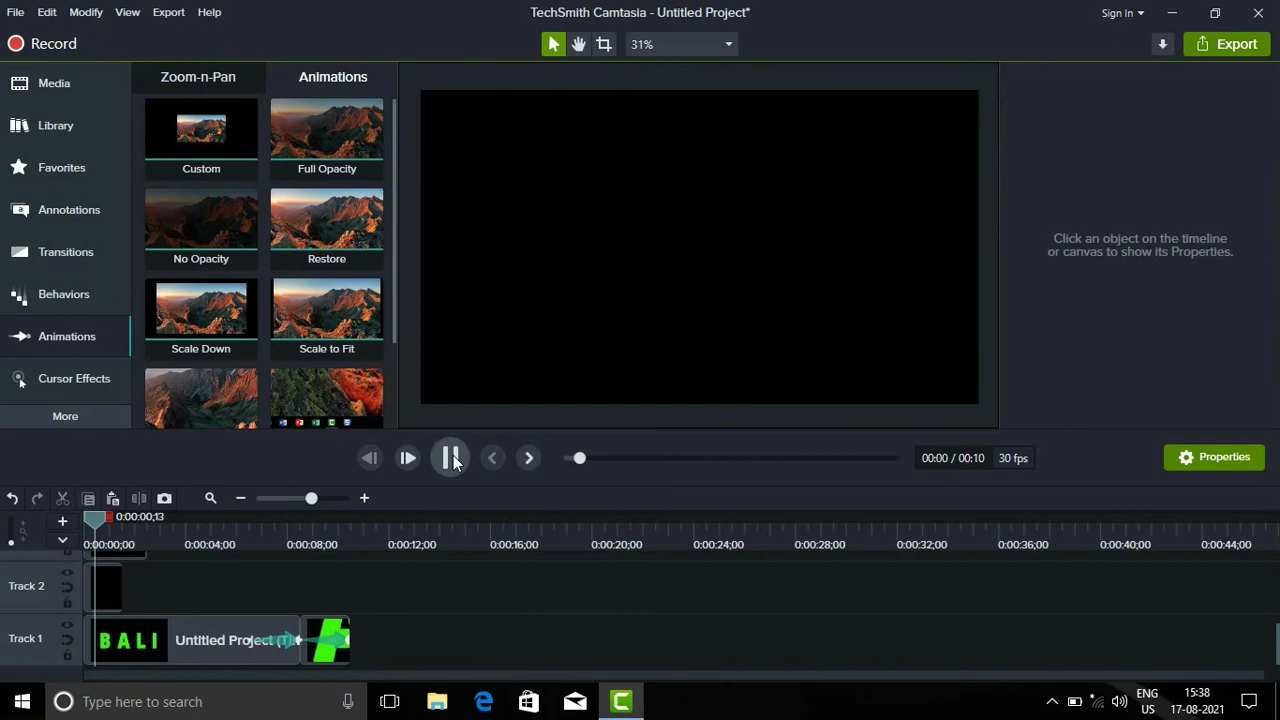 File Edit Modify View Export Help
TechSmith Camtasia - Untitled Project*
Sign In
Record
31%
Export
Media
Library
Favorites
Annotations
Transitions
Behaviors
Animations
Cursor Effects
More
Zoom-n-Pan
Animations
Custom
Full Opacity
No Opacity
Restore
Scale Down
Scale to Fit
Click an object on the timeline
or canvas to show its Properties.
00:00 / 00:10
30 fps
Properties
0:00:00;13
0:00:00;00 0:00:04;00 0:00:08;00 0:00:12;00 0:00:16;00 0:00:20;00 0:00:24;00 0:00:28;00 0:00:32;00 0:00:36;00 0:00:40;00 0:00:44;00
Track 2
Track 1
BALI
Untitled Project
Type here to search
ENG
US
15:38
17-08-2021